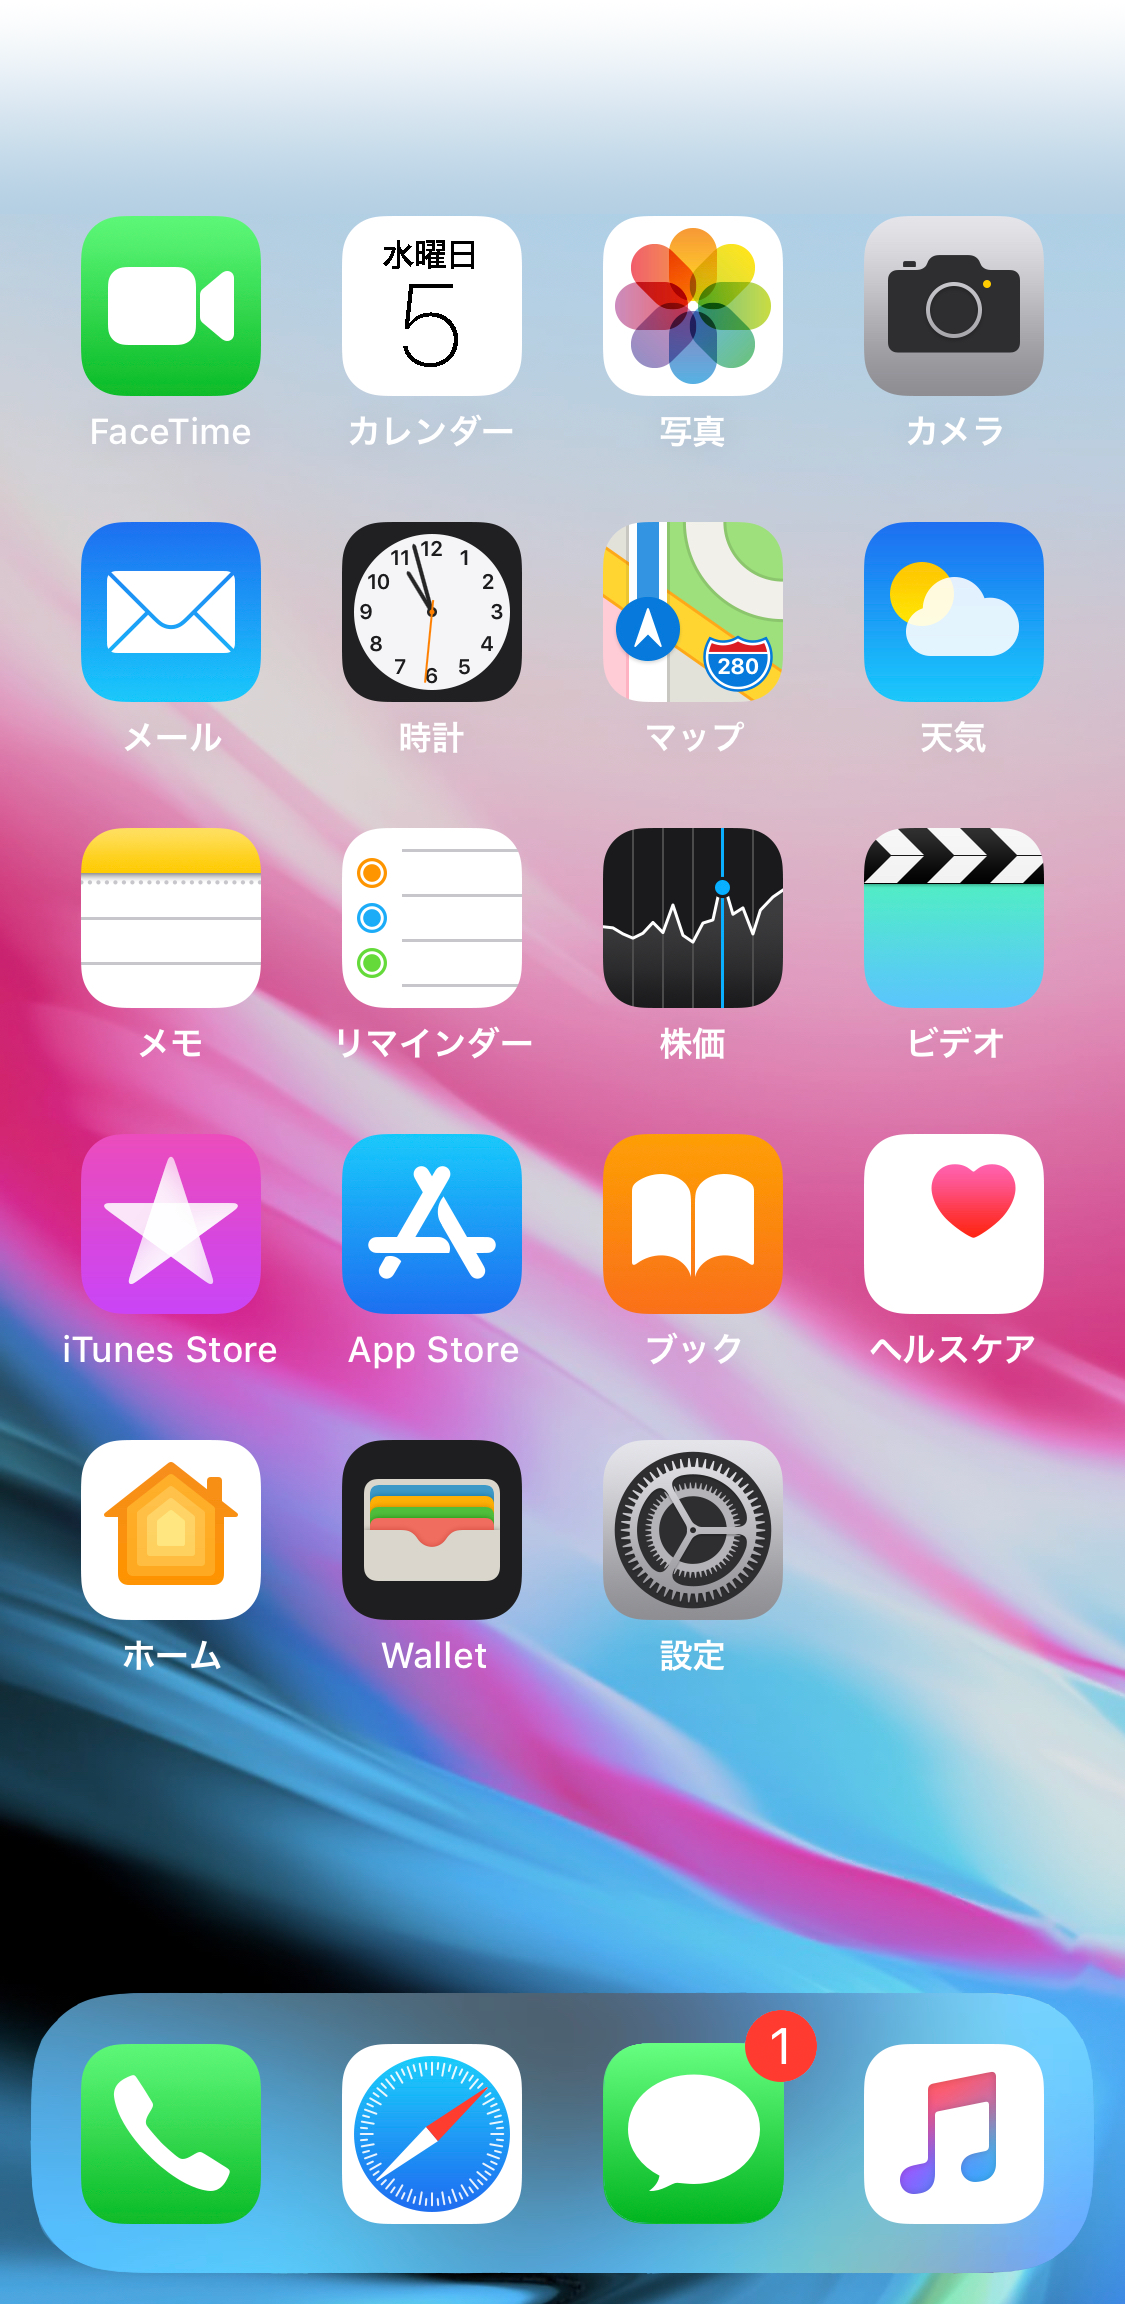 水曜日
5
FaceTime
カレンダー
写真
カメラ
12
11
1
10
2
9
3
8
4
7
5
6
280
メール
時計
マップ
天気
メモ
リマインダー
株価
ビデオ
iTunes Store
App Store
ブック
ヘルスケア
ホーム
Wallet
設定
1